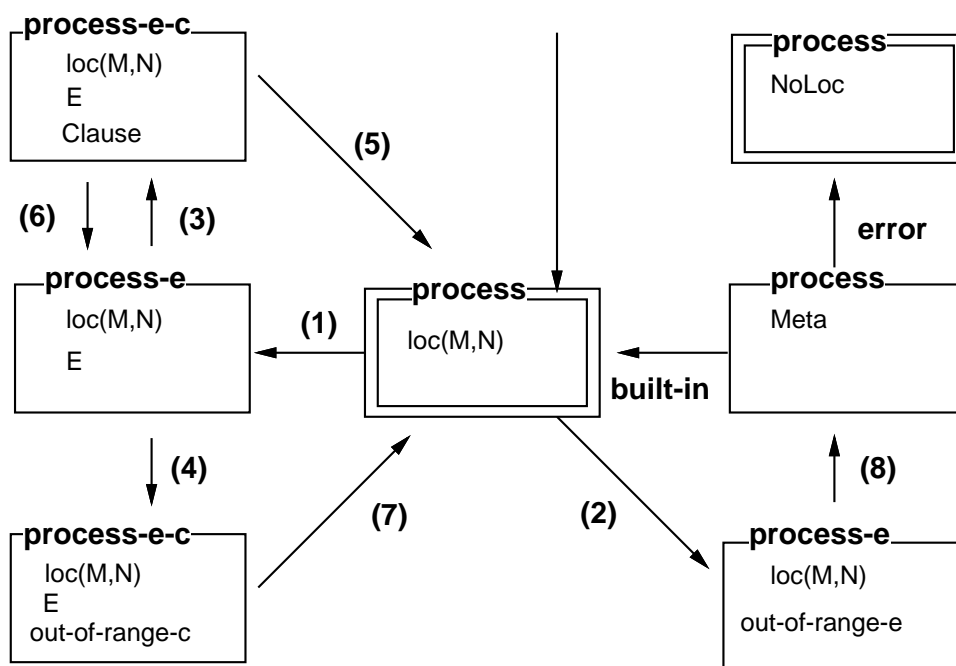 process-e-c
loc(M,N)
E
Clause
process
NoLoc
(5)
(6)
(3)
error
process-e
loc(M,N)
E
(1)
process
loc(M,N)
process
Meta
built-in
(4)
(7)
(2)
(8)
process-e-c
loc(M,N)
E
out-of-range-c
process-e
loc(M,N)
out-of-range-e